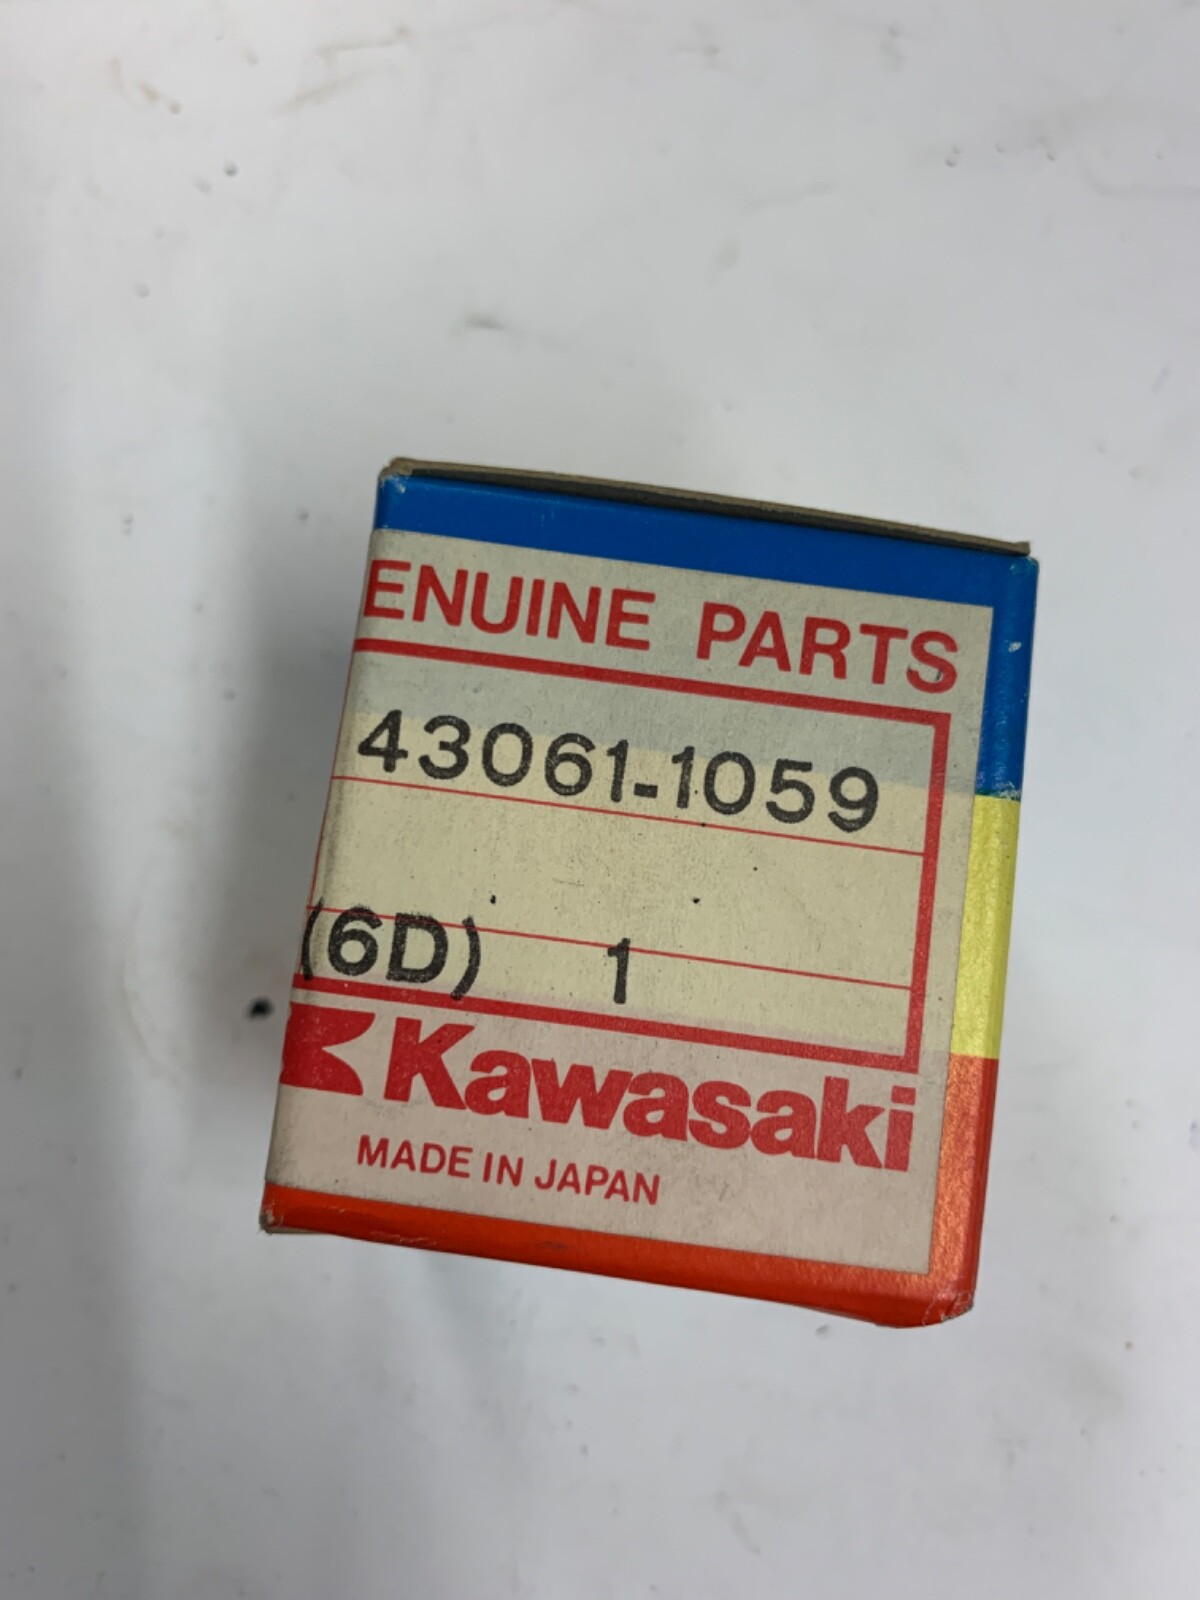 ENUINE PARTS
43061-1059
(6D) 1
Kawasaki
MADE IN JAPAN